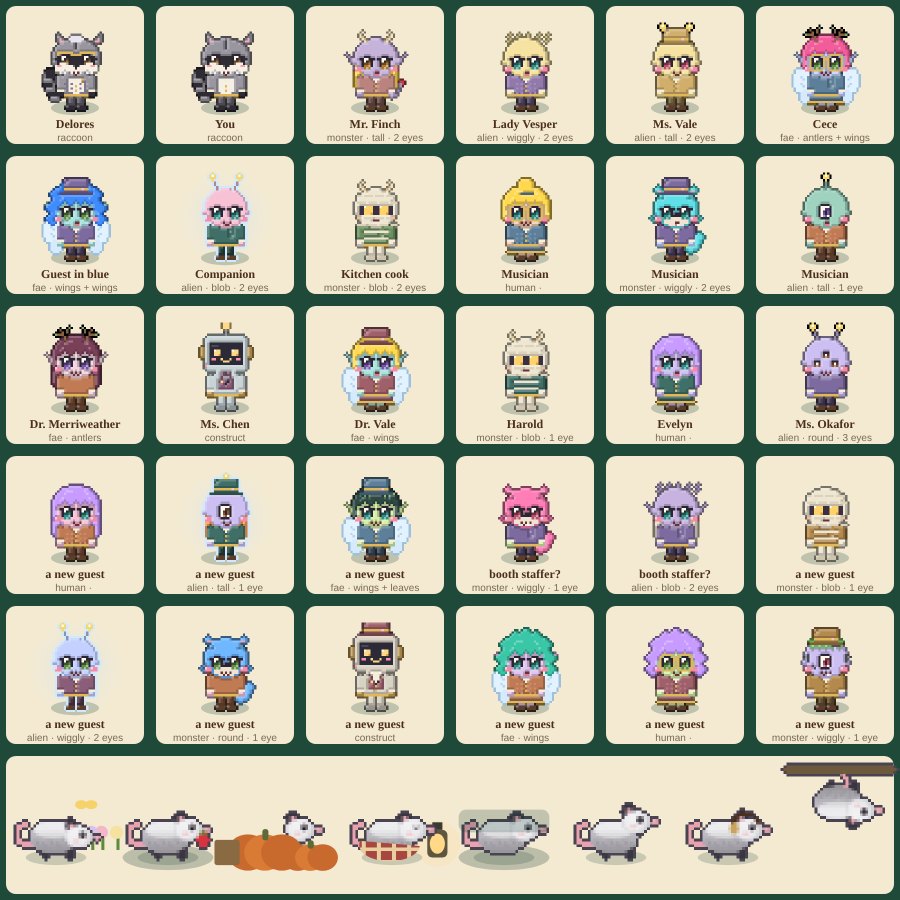 Delores
raccoon
You
raccoon
Mr. Finch
monster · tall · 2 eyes
Lady Vesper
alien · wiggly · 2 eyes
Ms. Vale
alien · tall · 2 eyes
Cece
fae · antlers + wings
Guest in blue
fae · wings + wings
Companion
alien · blob · 2 eyes
Kitchen cook
monster · blob · 2 eyes
Musician
human ·
Musician
monster · wiggly · 2 eyes
Musician
alien · tall · 1 eye
Dr. Merriweather
fae · antlers
Ms. Chen
construct
Dr. Vale
fae · wings
Harold
monster · blob · 1 eye
Evelyn
human ·
Ms. Okafor
alien · round · 3 eyes
a new guest
human ·
a new guest
alien · tall · 1 eye
a new guest
fae · wings + leaves
booth staffer?
monster · wiggly · 1 eye
booth staffer?
alien · blob · 2 eyes
a new guest
monster · blob · 1 eye
a new guest
alien · wiggly · 2 eyes
a new guest
monster · round · 1 eye
a new guest
construct
a new guest
fae · wings
a new guest
human ·
a new guest
monster · wiggly · 1 eye